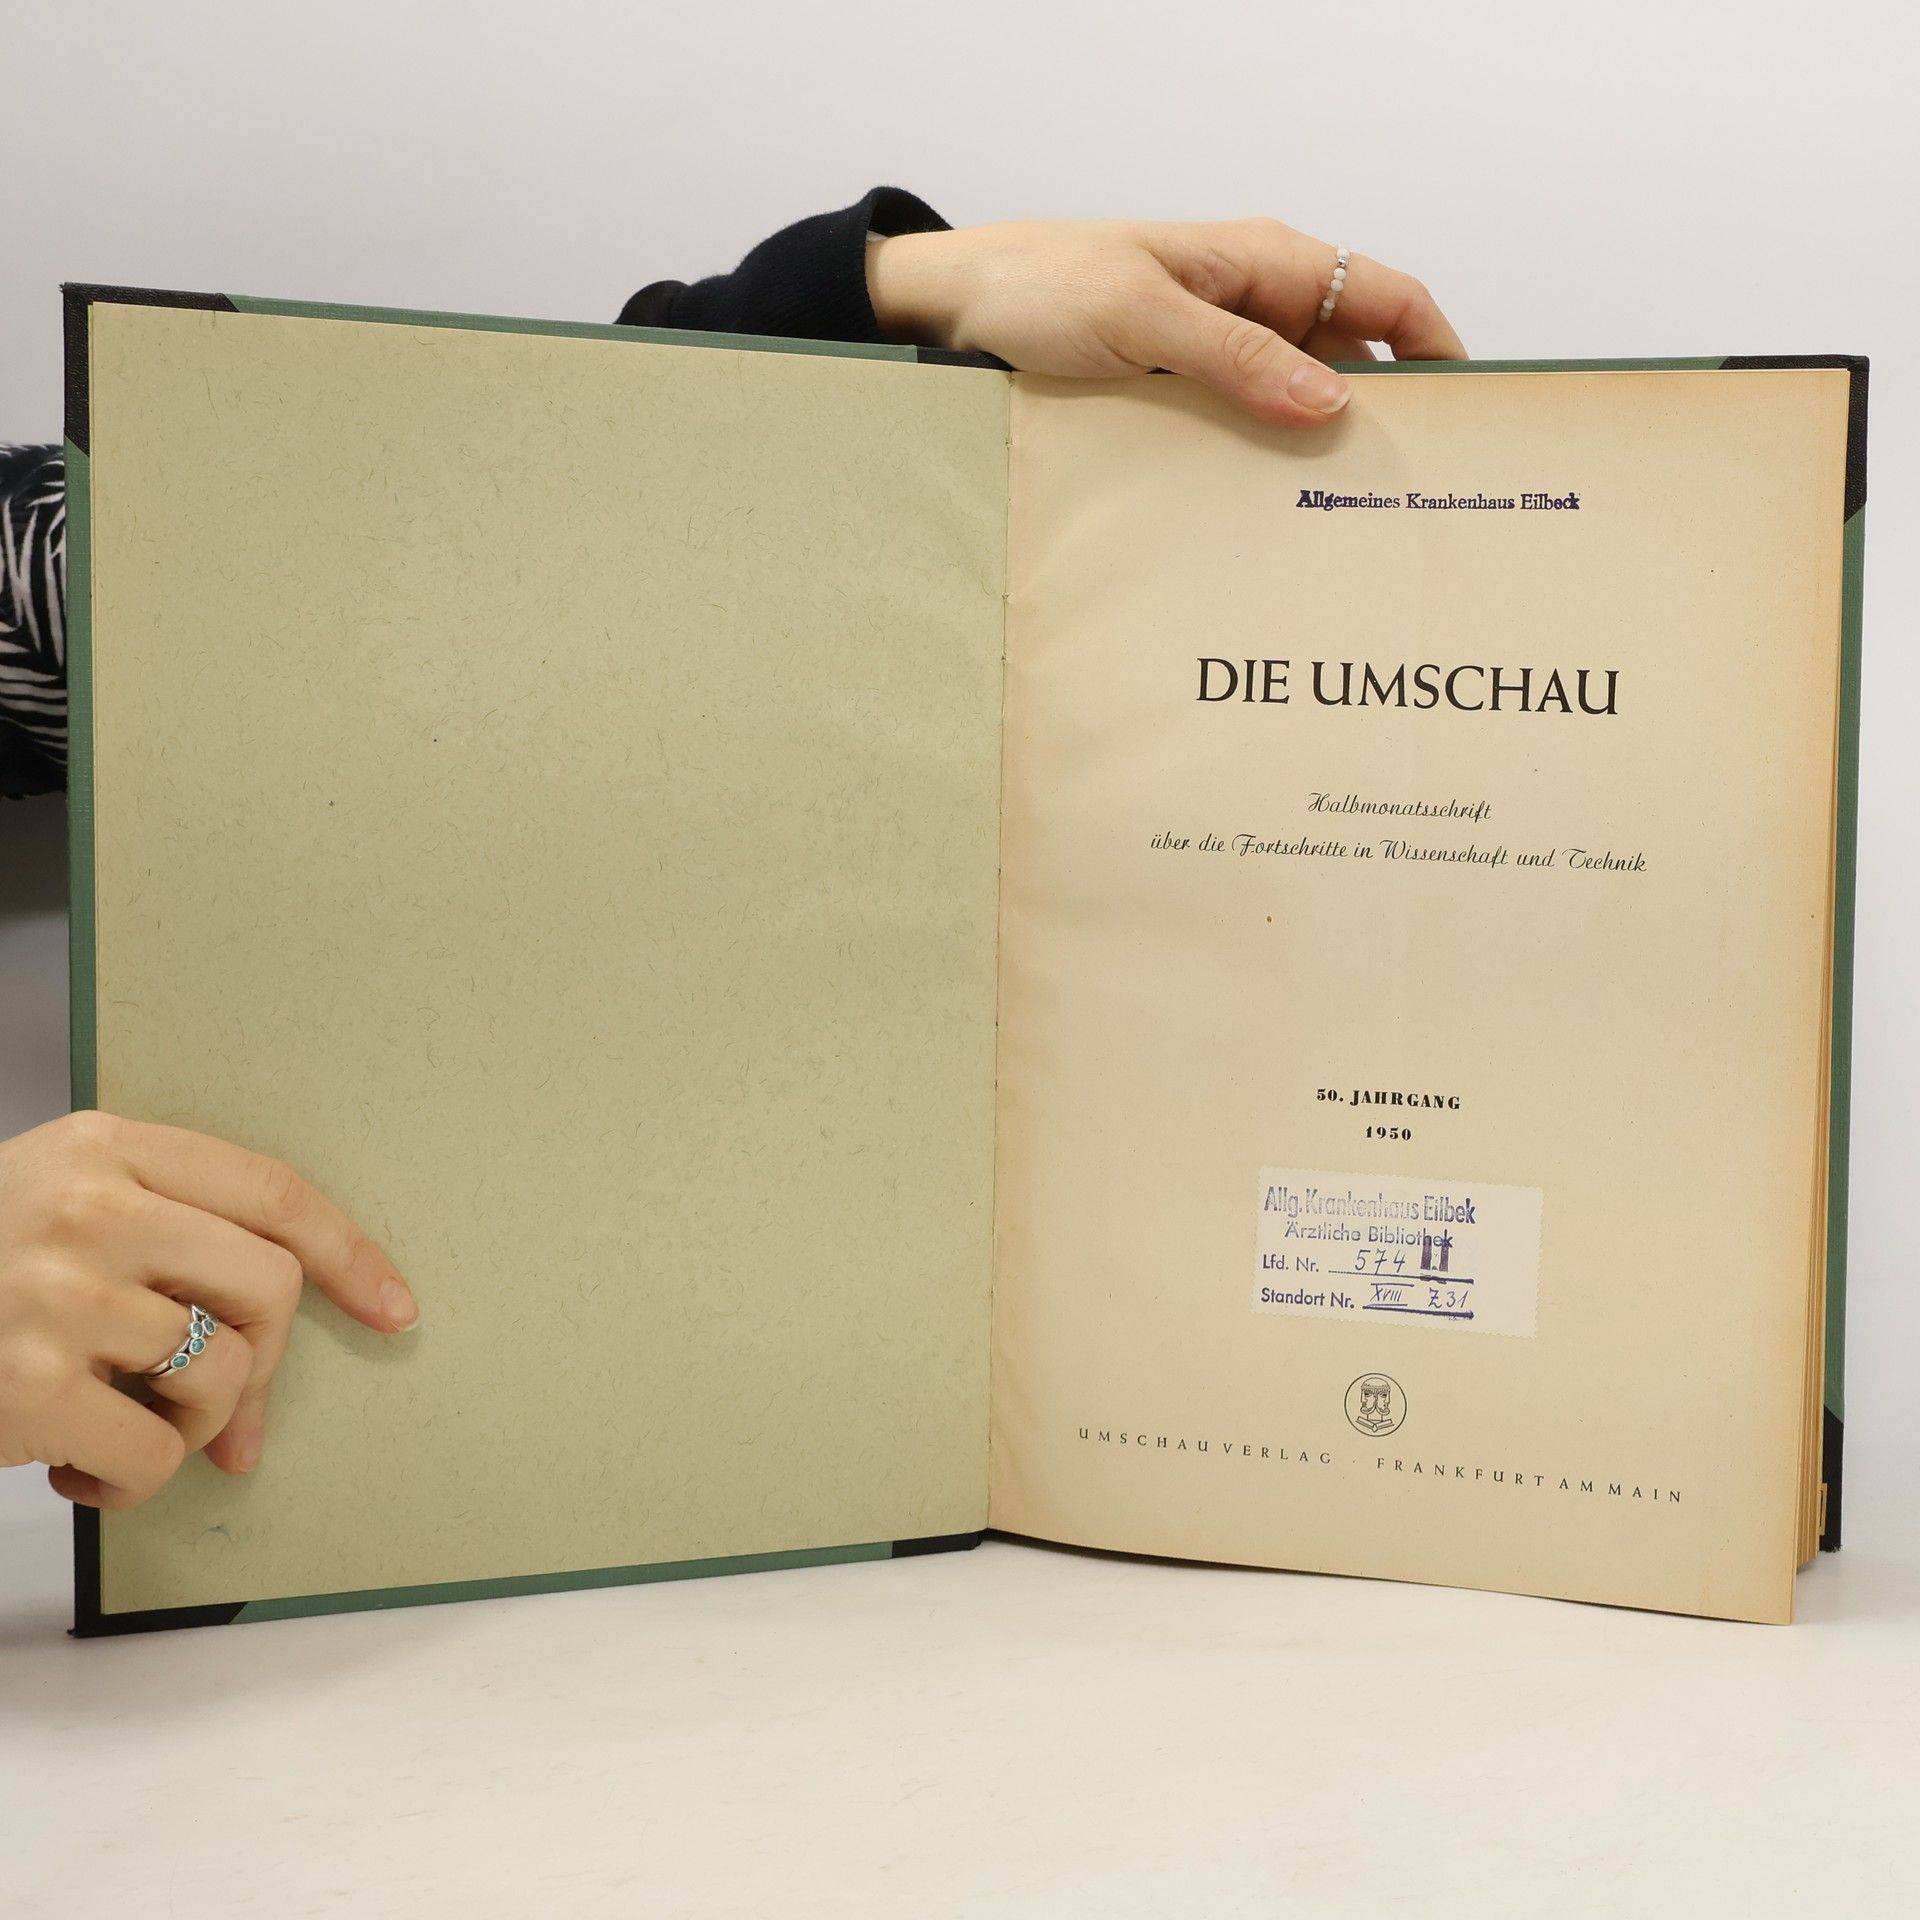 Allgemeines Krankenhaus Eilbeck
DIE UMSCHAU
Halbmonatsschrift
über die Fortschritte in Wissenschaft und Technik
50. JAHRGANG
1950
Allg. Krankenhaus Eilbek
Ärztliche Bibliothek
Lfd. Nr. 574
Standort Nr. XVIII Z 31
UMSCHAU VERLAG · FRANKFURT AM MAIN